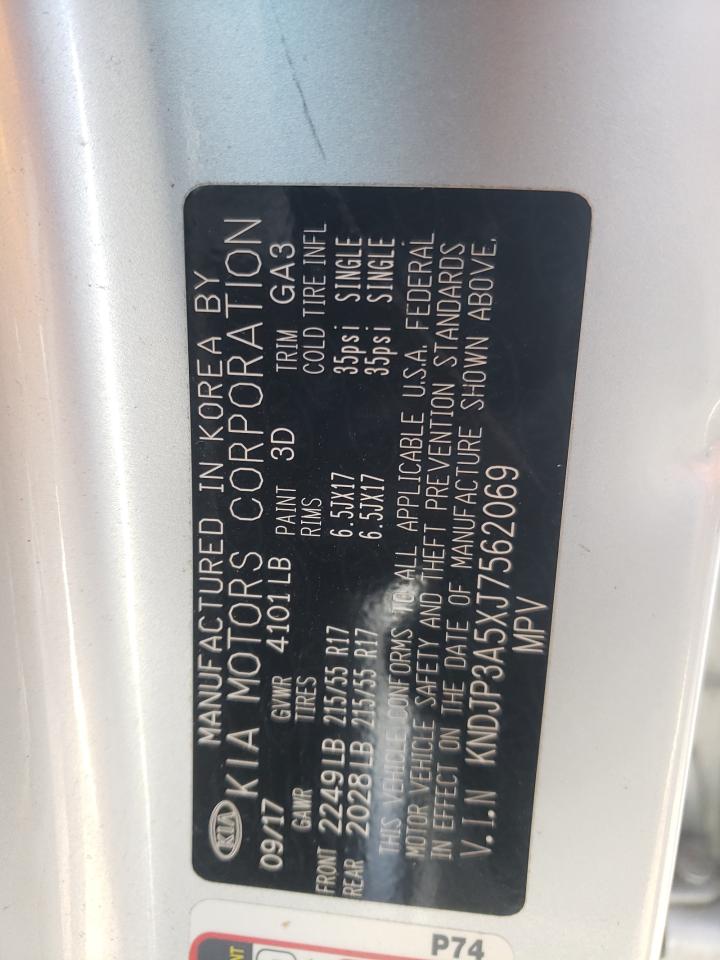 KIA
MANUFACTURED IN KOREA BY
KIA MOTORS CORPORATION
09/17 GVWR 4101LB PAINT 3D TRIM GA3
GAWR TIRES RIMS COLD TIRE INFL
FRONT 2249LB 215/55 R17 6.5JX17 35psi SINGLE
REAR 2028LB 215/55 R17 6.5JX17 35psi SINGLE
THIS VEHICLE CONFORMS TO ALL APPLICABLE U.S.A. FEDERAL
MOTOR VEHICLE SAFETY AND THEFT PREVENTION STANDARDS
IN EFFECT ON THE DATE OF MANUFACTURE SHOWN ABOVE.
V.I.N KNDJP3A5XJ7562069
MPV
P74